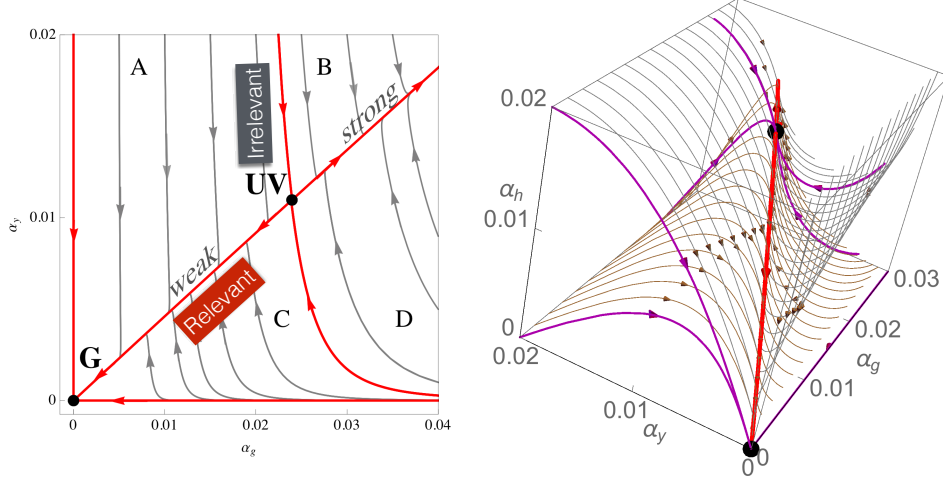 0.02
A
B
Irrelevant
strong
UV
α_y
0.01
weak
Relevant
C
D
G
0
0
0.01
0.02
0.03
0.04
α_g
0.02
α_h
0.01
0
0.02
0.01
α_y
0
0
0.01
α_g
0.02
0.03